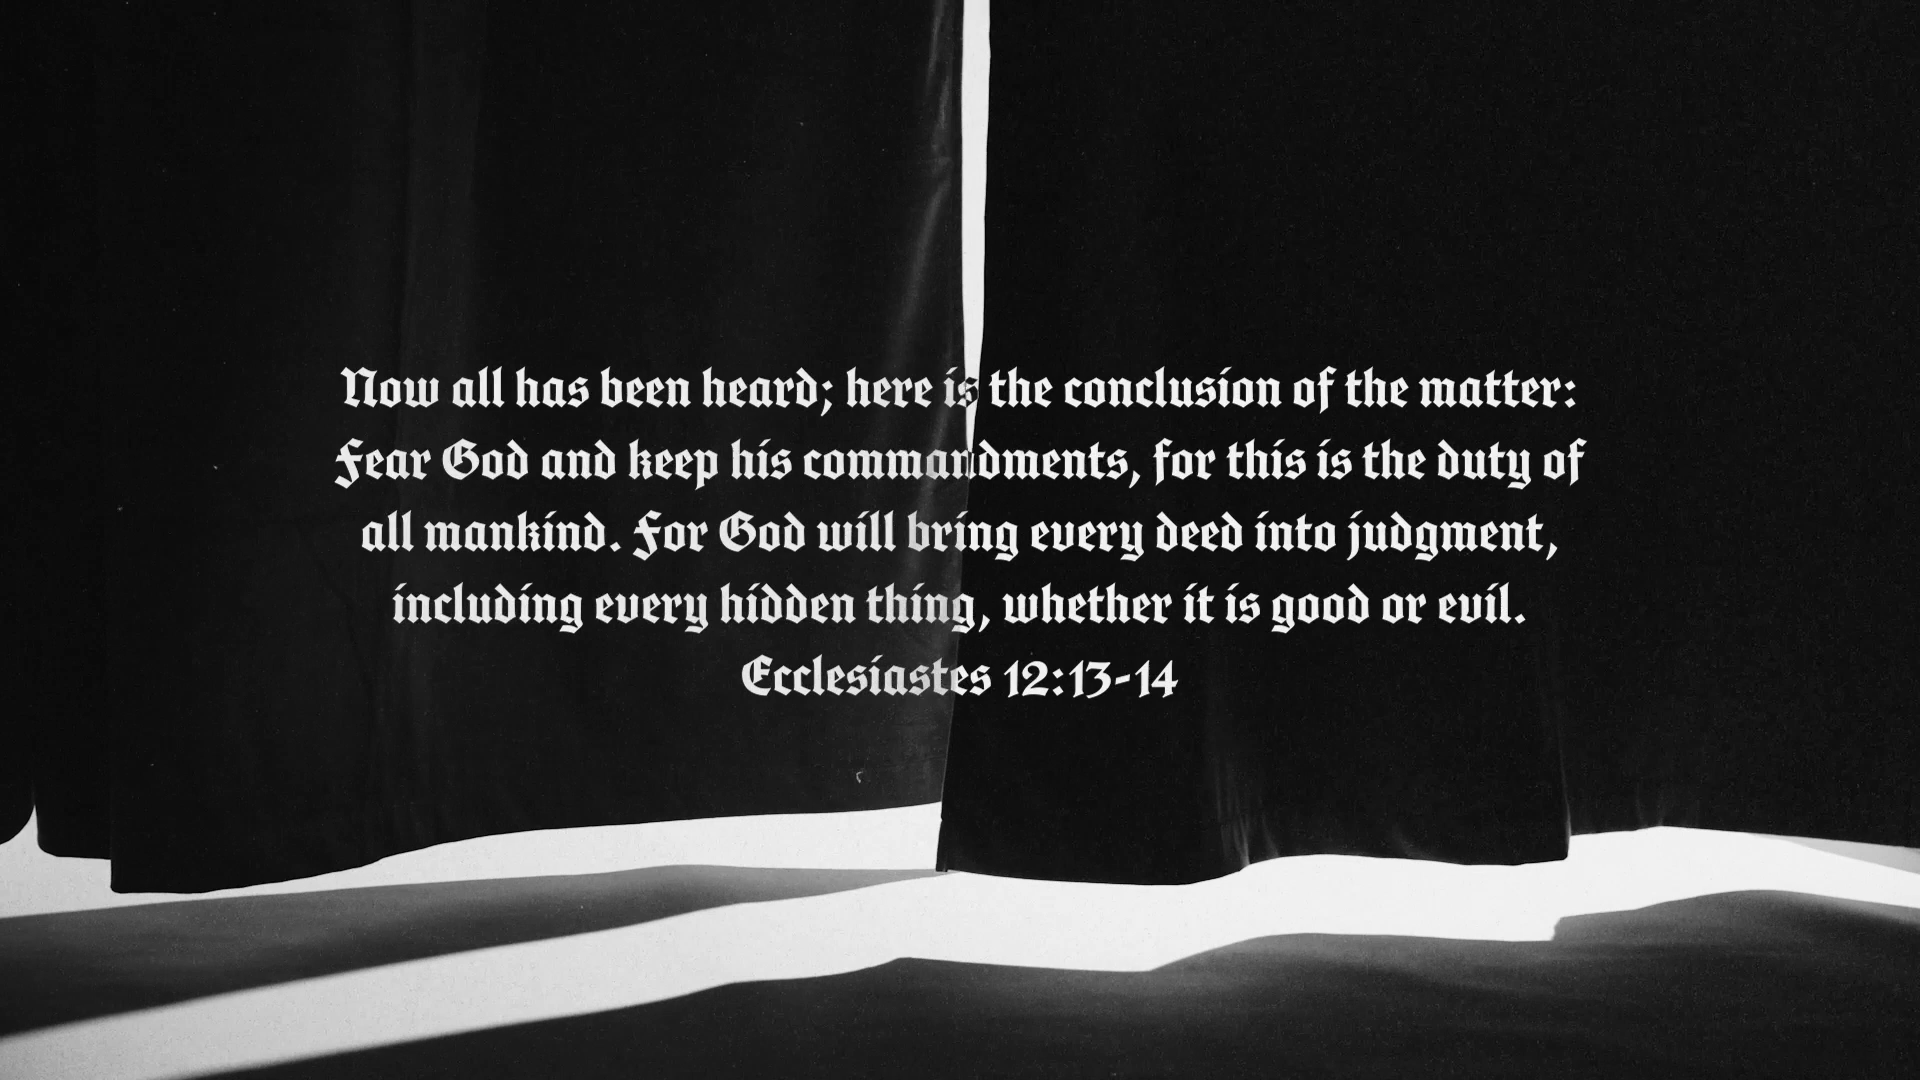 Now all has been heard; here is the conclusion of the matter:
Fear God and keep his commandments, for this is the duty of
all mankind. For God will bring every deed into judgment,
including every hidden thing, whether it is good or evil.
Ecclesiastes 12:13-14